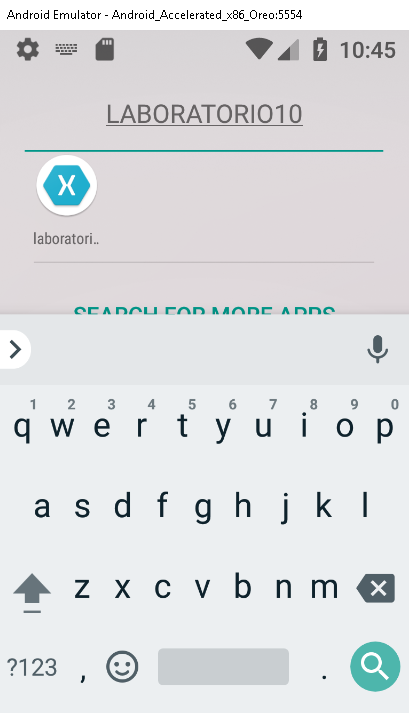 Android Emulator - Android_Accelerated_x86_Oreo:5554
10:45
LABORATORIO10
laboratori..
SEARCH FOR MORE APPS
1 2 3 4 5 6 7 8 9 0
q w e r t y u i o p
a s d f g h j k l
z x c v b n m
?123 , .